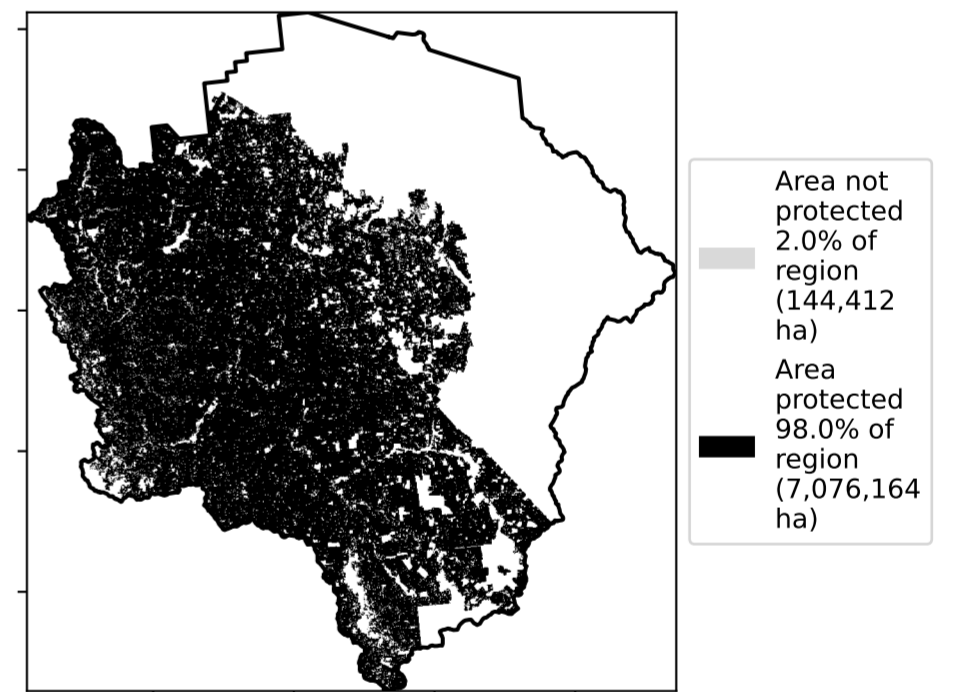 Area not
protected
2.0% of
region
(144,412
ha)
Area
protected
98.0% of
region
(7,076,164
ha)